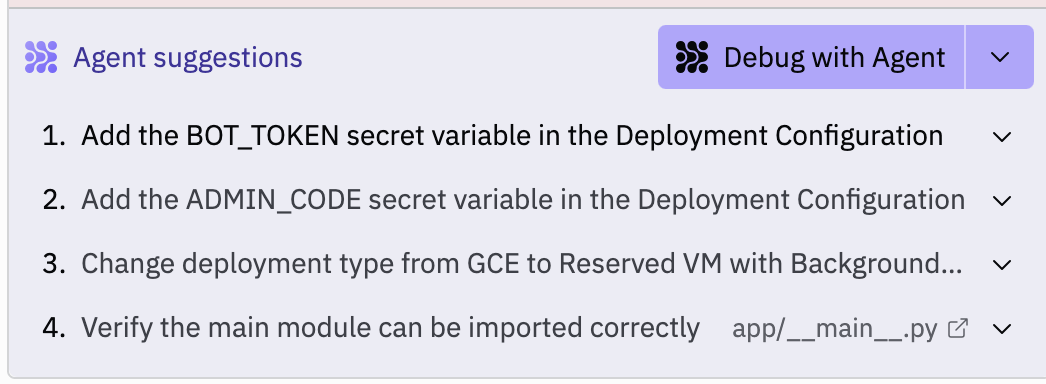 Agent suggestions
Debug with Agent
1. Add the BOT_TOKEN secret variable in the Deployment Configuration
2. Add the ADMIN_CODE secret variable in the Deployment Configuration
3. Change deployment type from GCE to Reserved VM with Background...
4. Verify the main module can be imported correctly app/__main__.py